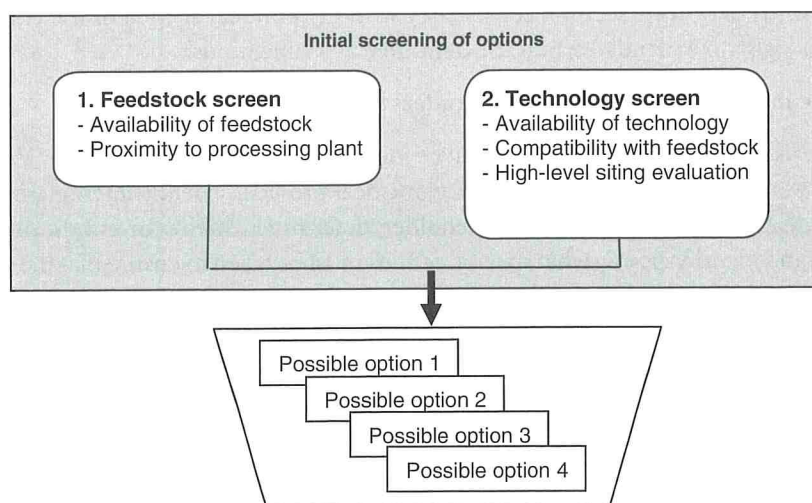 Initial screening of options
1. Feedstock screen
- Availability of feedstock
- Proximity to processing plant
2. Technology screen
- Availability of technology
- Compatibility with feedstock
- High-level siting evaluation
Possible option 1
Possible option 2
Possible option 3
Possible option 4